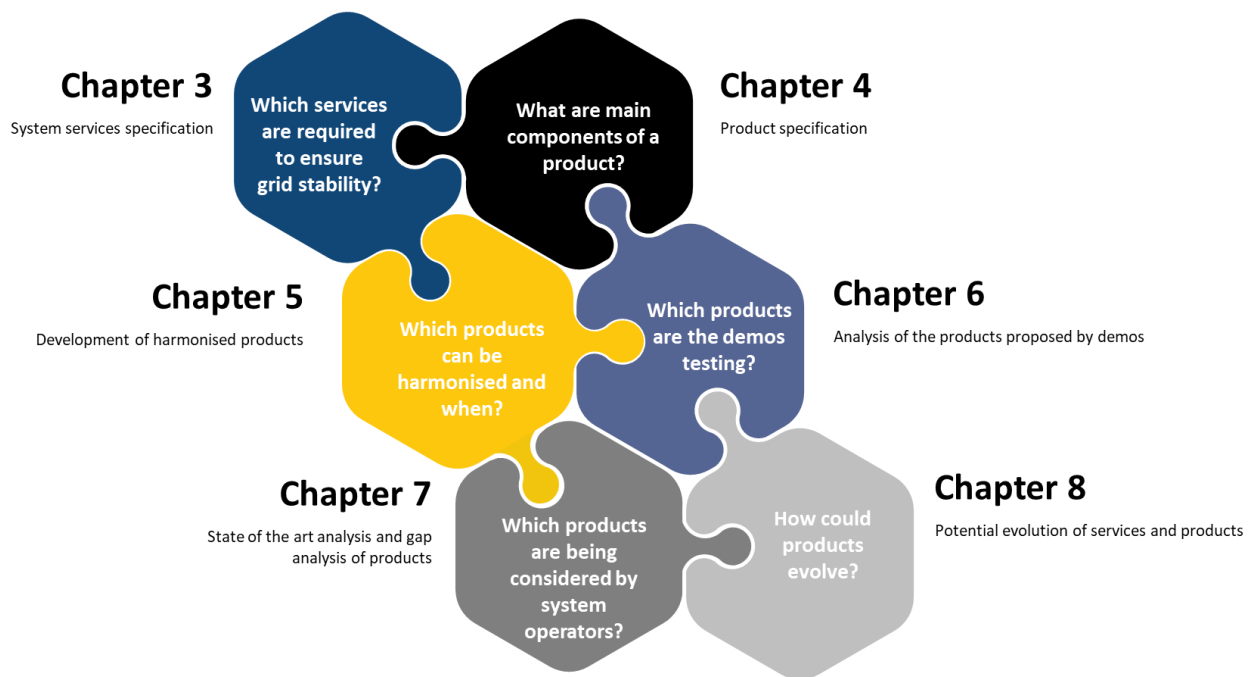 Chapter 3
System services specification
Which services
are required
to ensure
grid stability?
What are main
components of a
product?
Chapter 4
Product specification
Chapter 5
Development of harmonised products
Which products
can be
harmonised and
when?
Which products
are the demos
testing?
Chapter 6
Analysis of the products proposed by demos
Chapter 7
State of the art analysis and gap
analysis of products
Which products
are being
considered by
system
operators?
How could
products
evolve?
Chapter 8
Potential evolution of services and products